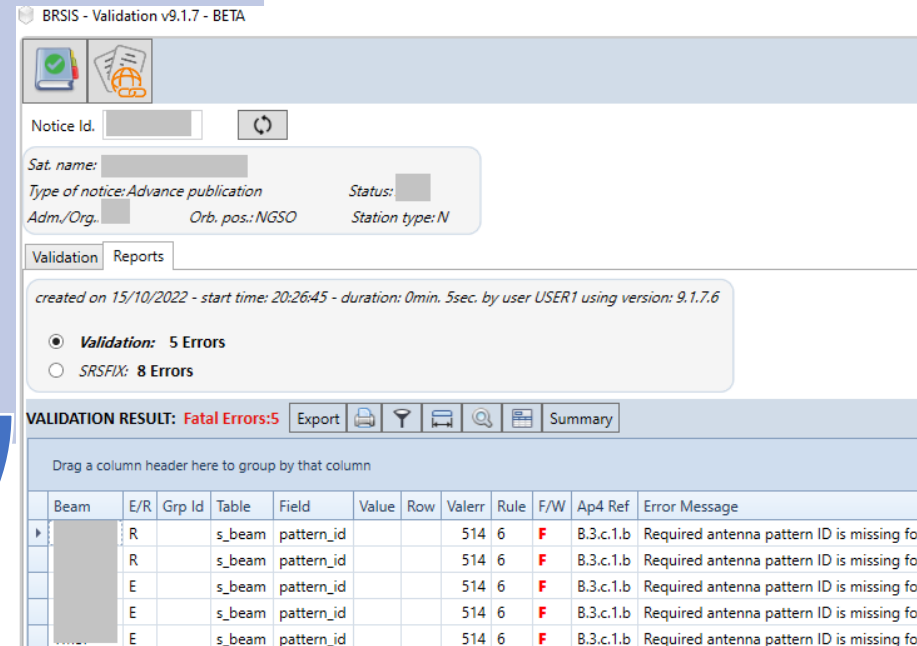 BRSIS - Validation v9.1.7 - BETA
Notice Id.
Sat. name:
Type of notice: Advance publication Status:
Adm./Org.. Orb. pos.: NGSO Station type: N
Validation Reports
created on 15/10/2022 - start time: 20:26:45 - duration: 0min. 5sec. by user USER1 using version: 9.1.7.6
Validation: 5 Errors
SRSFIX: 8 Errors
VALIDATION RESULT: Fatal Errors:5 Export Summary
Drag a column header here to group by that column
Beam E/R Grp Id Table Field Value Row Valerr Rule F/W Ap4 Ref Error Message
R s_beam pattern_id 514 6 F B.3.c.1.b Required antenna pattern ID is missing fo
R s_beam pattern_id 514 6 F B.3.c.1.b Required antenna pattern ID is missing fo
E s_beam pattern_id 514 6 F B.3.c.1.b Required antenna pattern ID is missing fo
E s_beam pattern_id 514 6 F B.3.c.1.b Required antenna pattern ID is missing fo
E s_beam pattern_id 514 6 F B.3.c.1.b Required antenna pattern ID is missing fo